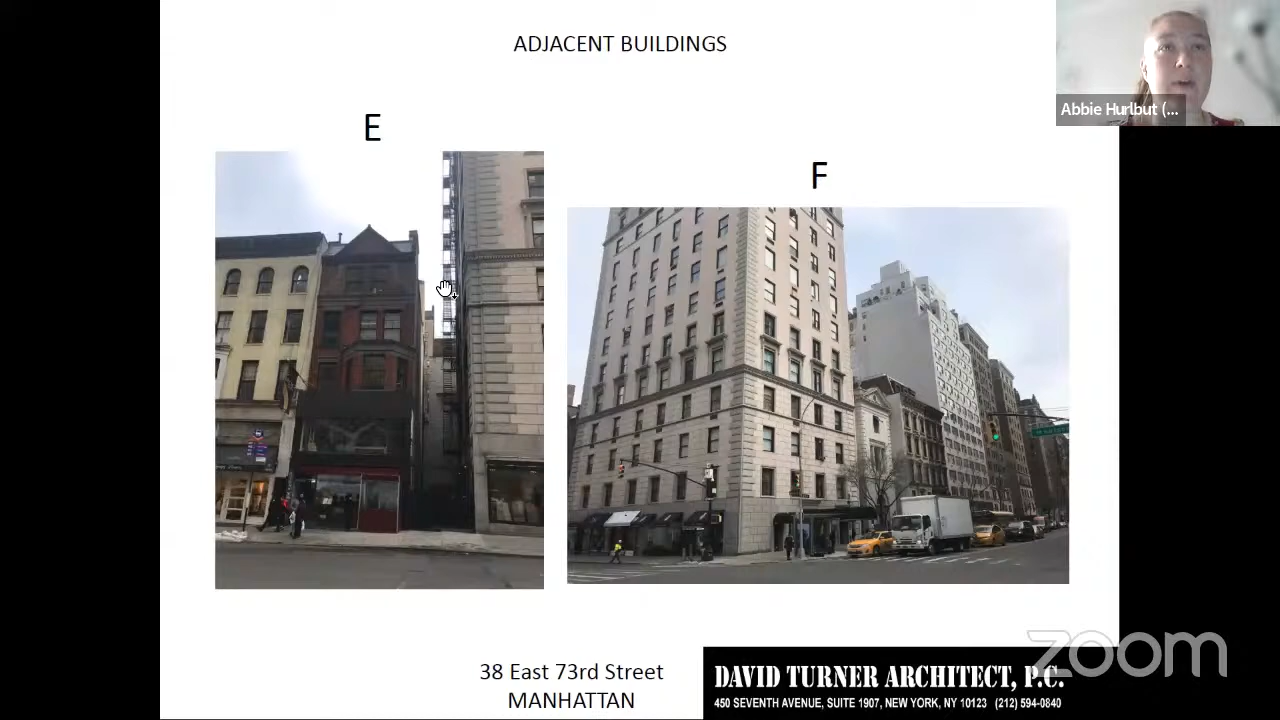 ADJACENT BUILDINGS
Abbie Hurlbut (...
E
F
38 East 73rd Street
MANHATTAN
DAVID TURNER ARCHITECT, P.C.
450 SEVENTH AVENUE, SUITE 1907, NEW YORK, NY 10123 (212) 594-0840
zoom